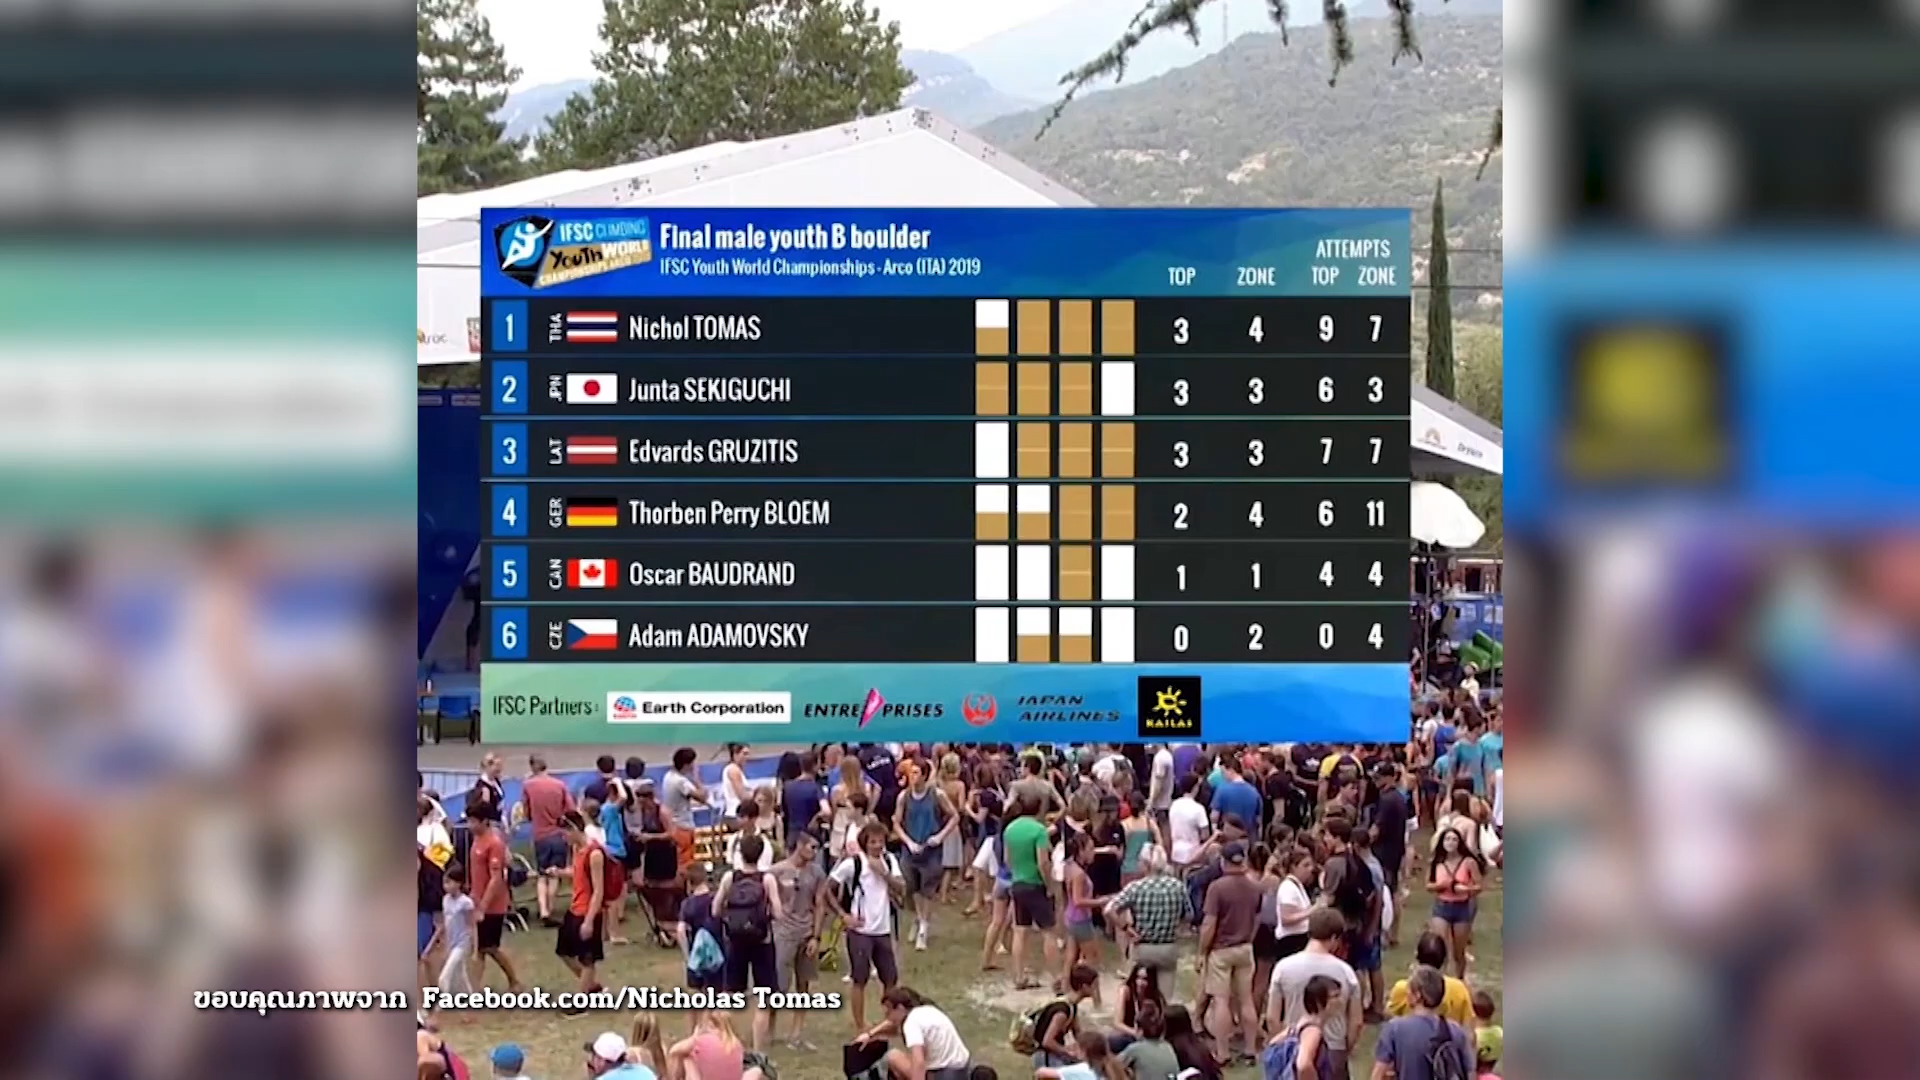 IFSC CLIMBING
YOUTH WORLD
CHAMPIONSHIPS ARCO
FInal male youth B boulder
IFSC Youth World Championships - Arco (ITA) 2019
ATTEMPTS
TOP ZONE TOP ZONE
1 THA Nichol TOMAS 3 4 9 7
2 JPN Junta SEKIGUCHI 3 3 6 3
3 LAT Edvards GRUZITIS 3 3 7 7
4 GER Thorben Perry BLOEM 2 4 6 11
5 CAN Oscar BAUDRAND 1 1 4 4
6 CZE Adam ADAMOVSKY 0 2 0 4
IFSC Partners: Earth Corporation ENTRE PRISES JAPAN AIRLINES KAILAS
ขอบคุณภาพจาก Facebook.com/Nicholas Tomas